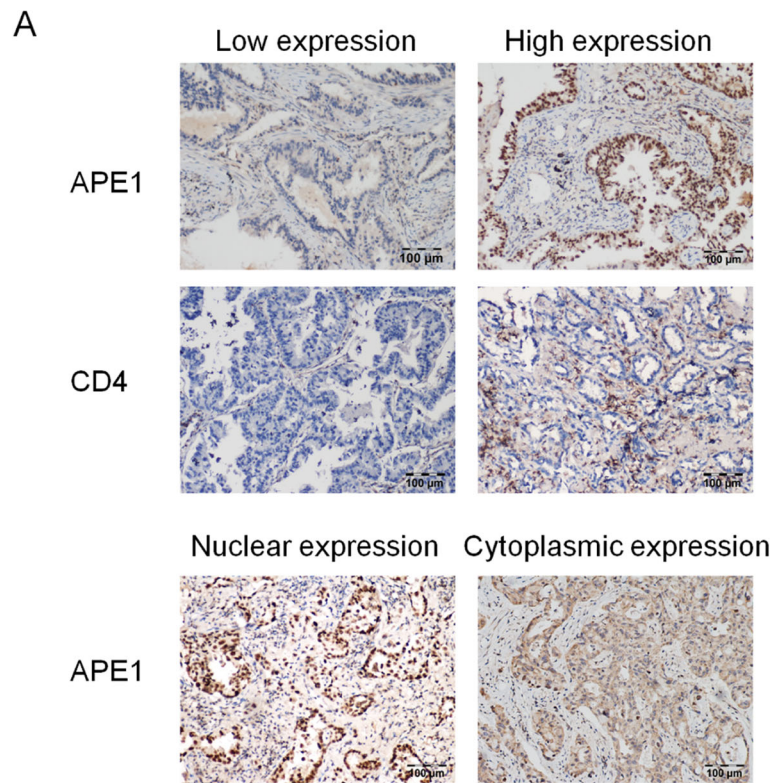 A
Low expression High expression
APE1
100 µm 100 µm
CD4
100 µm 100 µm
Nuclear expression Cytoplasmic expression
APE1
100 µm 100 µm